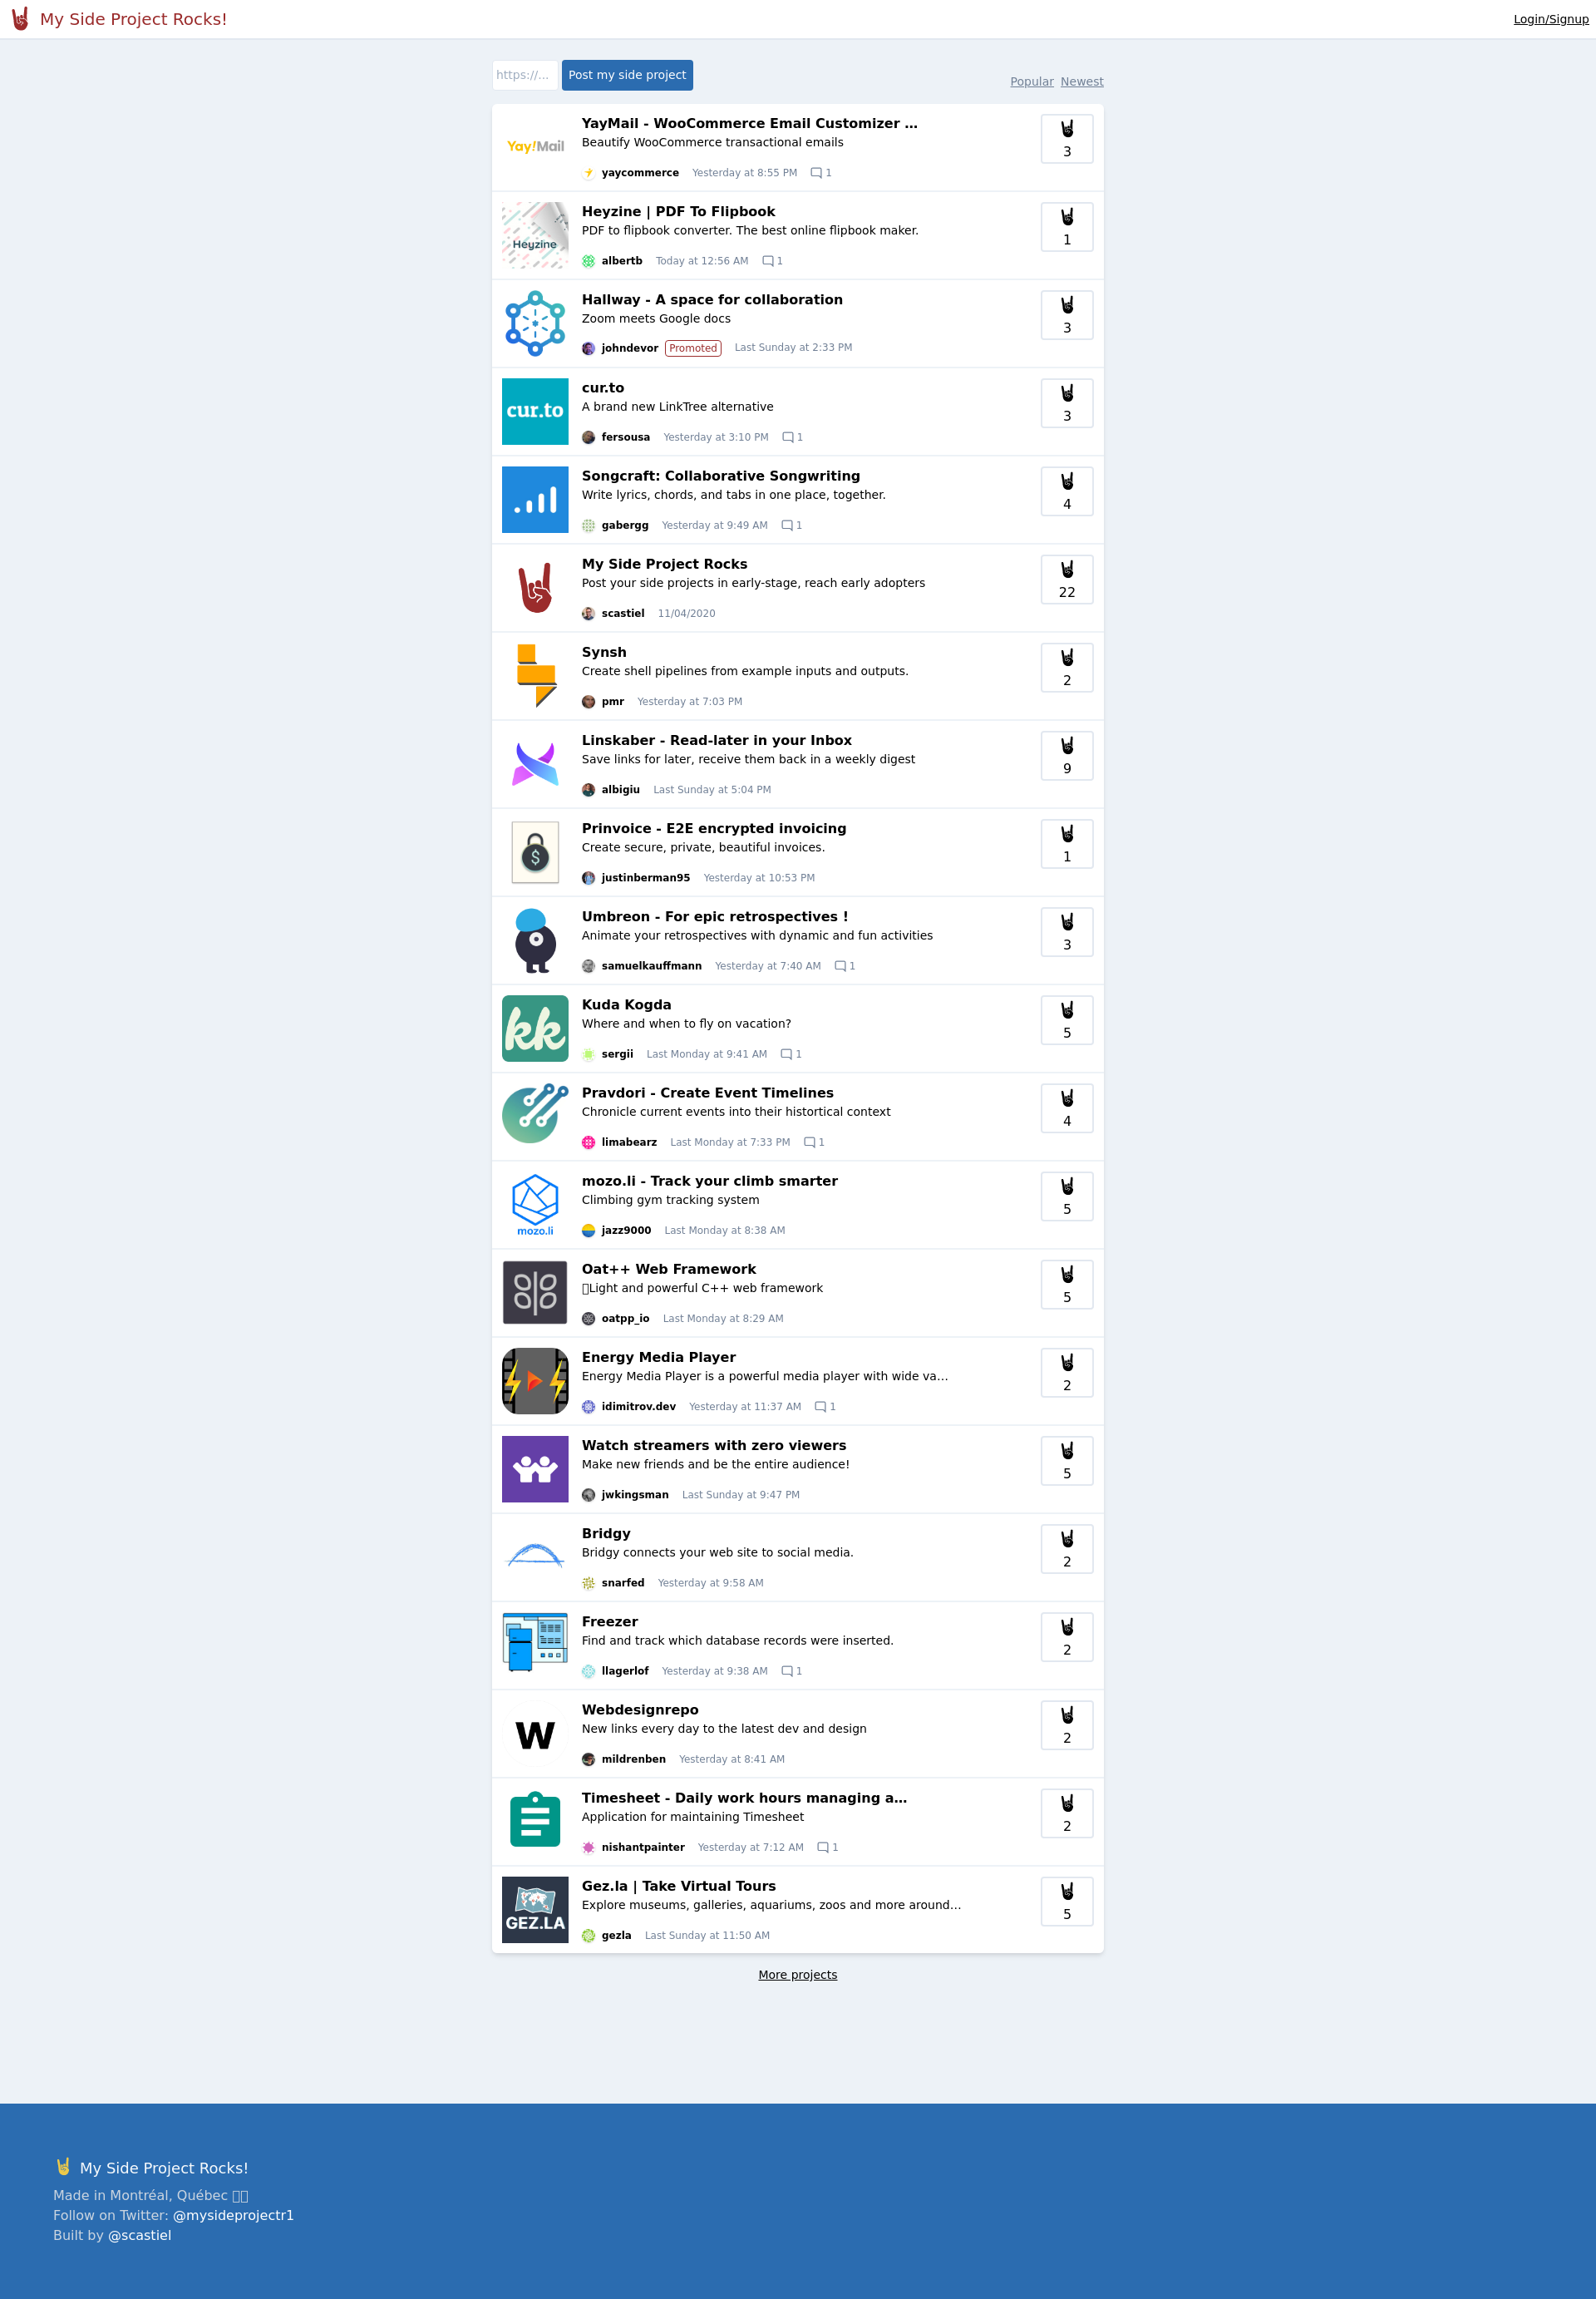 My Side Project Rocks!
Login/Signup
https://...
Post my side project
Popular Newest
Yay!Mail
YayMail - WooCommerce Email Customizer …
Beautify WooCommerce transactional emails
yaycommerce Yesterday at 8:55 PM 1
3
Heyzine
Heyzine | PDF To Flipbook
PDF to flipbook converter. The best online flipbook maker.
albertb Today at 12:56 AM 1
1
Hallway - A space for collaboration
Zoom meets Google docs
johndevor Promoted Last Sunday at 2:33 PM
3
cur.to
cur.to
A brand new LinkTree alternative
fersousa Yesterday at 3:10 PM 1
3
Songcraft: Collaborative Songwriting
Write lyrics, chords, and tabs in one place, together.
gabergg Yesterday at 9:49 AM 1
4
My Side Project Rocks
Post your side projects in early-stage, reach early adopters
scastiel 11/04/2020
22
Synsh
Create shell pipelines from example inputs and outputs.
pmr Yesterday at 7:03 PM
2
Linskaber - Read-later in your Inbox
Save links for later, receive them back in a weekly digest
albigiu Last Sunday at 5:04 PM
9
$
Prinvoice - E2E encrypted invoicing
Create secure, private, beautiful invoices.
justinberman95 Yesterday at 10:53 PM
1
Umbreon - For epic retrospectives !
Animate your retrospectives with dynamic and fun activities
samuelkauffmann Yesterday at 7:40 AM 1
3
kk
Kuda Kogda
Where and when to fly on vacation?
sergii Last Monday at 9:41 AM 1
5
Pravdori - Create Event Timelines
Chronicle current events into their histortical context
limabearz Last Monday at 7:33 PM 1
4
mozo.li
mozo.li - Track your climb smarter
Climbing gym tracking system
jazz9000 Last Monday at 8:38 AM
5
Oat++ Web Framework
Light and powerful C++ web framework
oatpp_io Last Monday at 8:29 AM
5
Energy Media Player
Energy Media Player is a powerful media player with wide va…
idimitrov.dev Yesterday at 11:37 AM 1
2
Watch streamers with zero viewers
Make new friends and be the entire audience!
jwkingsman Last Sunday at 9:47 PM
5
Bridgy
Bridgy connects your web site to social media.
snarfed Yesterday at 9:58 AM
2
Freezer
Find and track which database records were inserted.
llagerlof Yesterday at 9:38 AM 1
2
W
Webdesignrepo
New links every day to the latest dev and design
mildrenben Yesterday at 8:41 AM
2
Timesheet - Daily work hours managing a…
Application for maintaining Timesheet
nishantpainter Yesterday at 7:12 AM 1
2
GEZ.LA
Gez.la | Take Virtual Tours
Explore museums, galleries, aquariums, zoos and more around…
gezla Last Sunday at 11:50 AM
5
More projects
My Side Project Rocks!
Made in Montréal, Québec
Follow on Twitter: @mysideprojectr1
Built by @scastiel